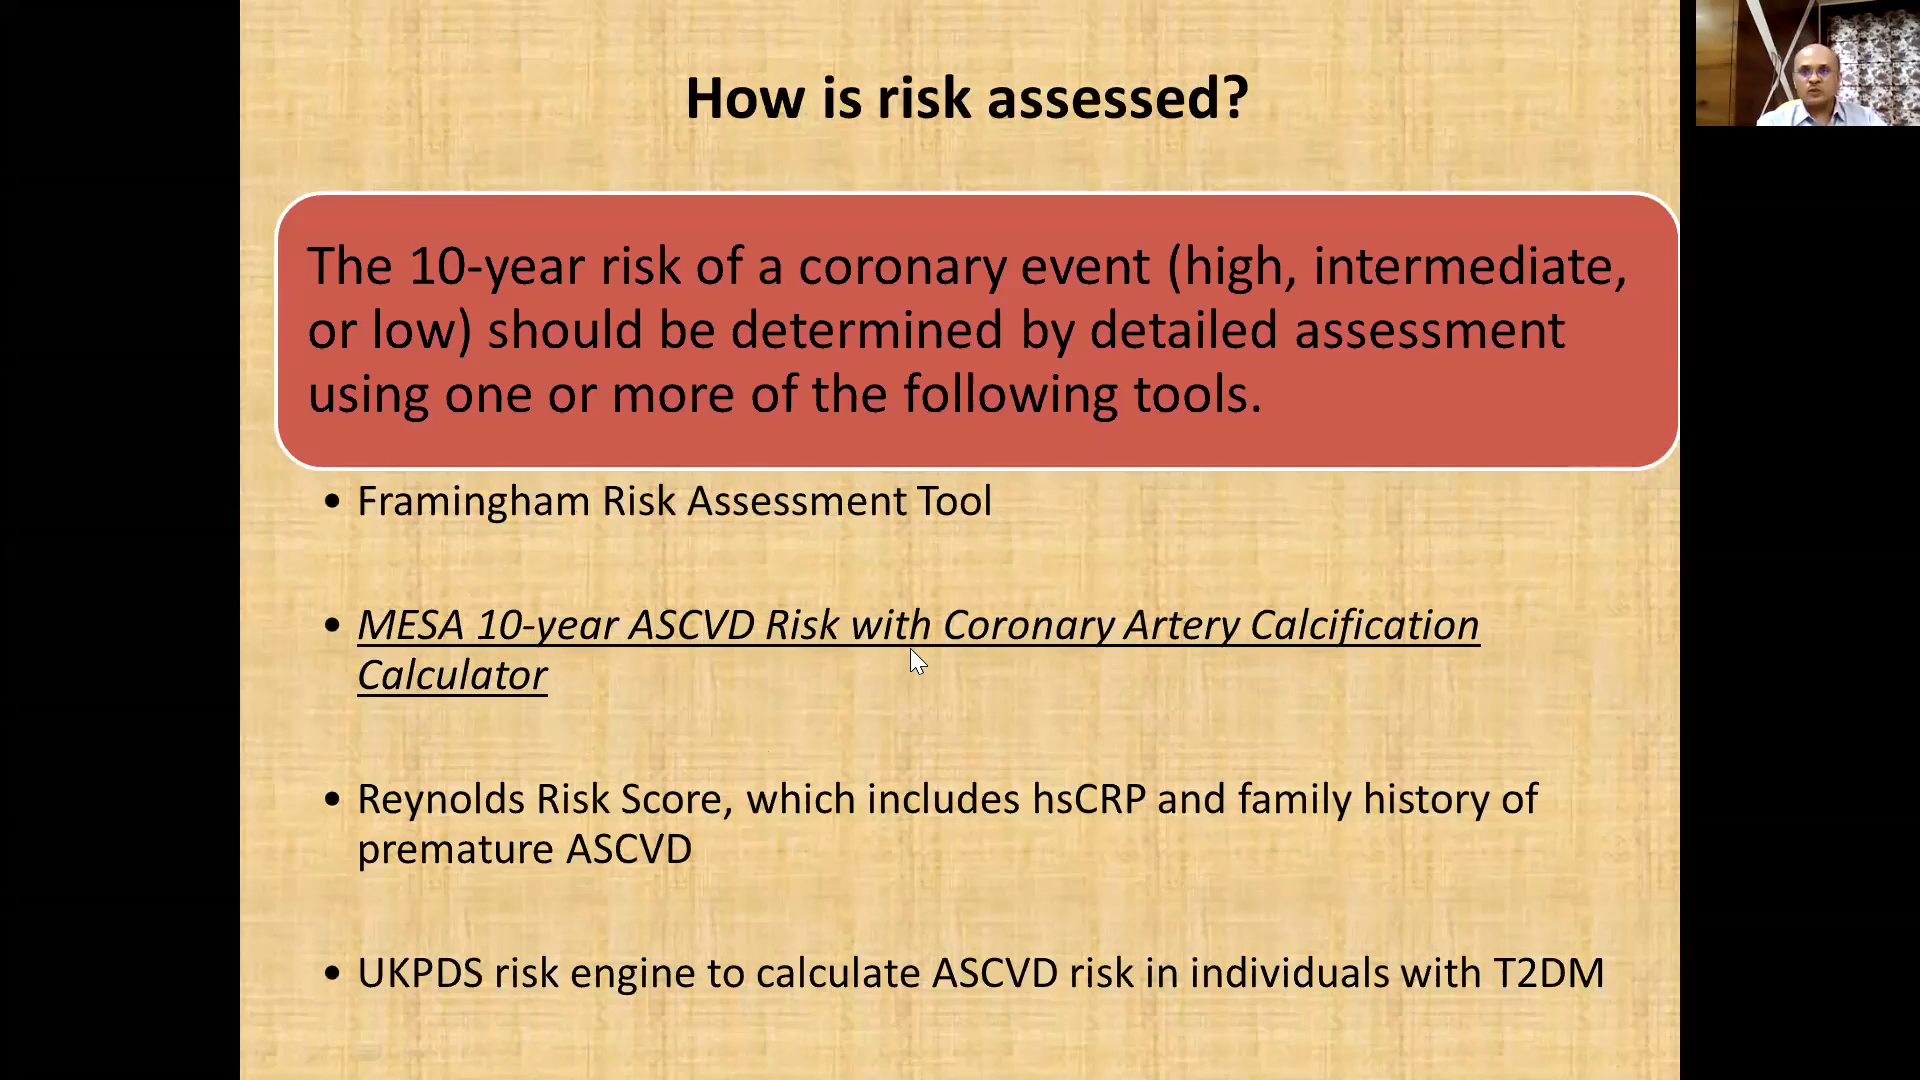 How is risk assessed?
The 10-year risk of a coronary event (high, intermediate,
or low) should be determined by detailed assessment
using one or more of the following tools.
• Framingham Risk Assessment Tool
• MESA 10-year ASCVD Risk with Coronary Artery Calcification
Calculator
• Reynolds Risk Score, which includes hsCRP and family history of
premature ASCVD
• UKPDS risk engine to calculate ASCVD risk in individuals with T2DM